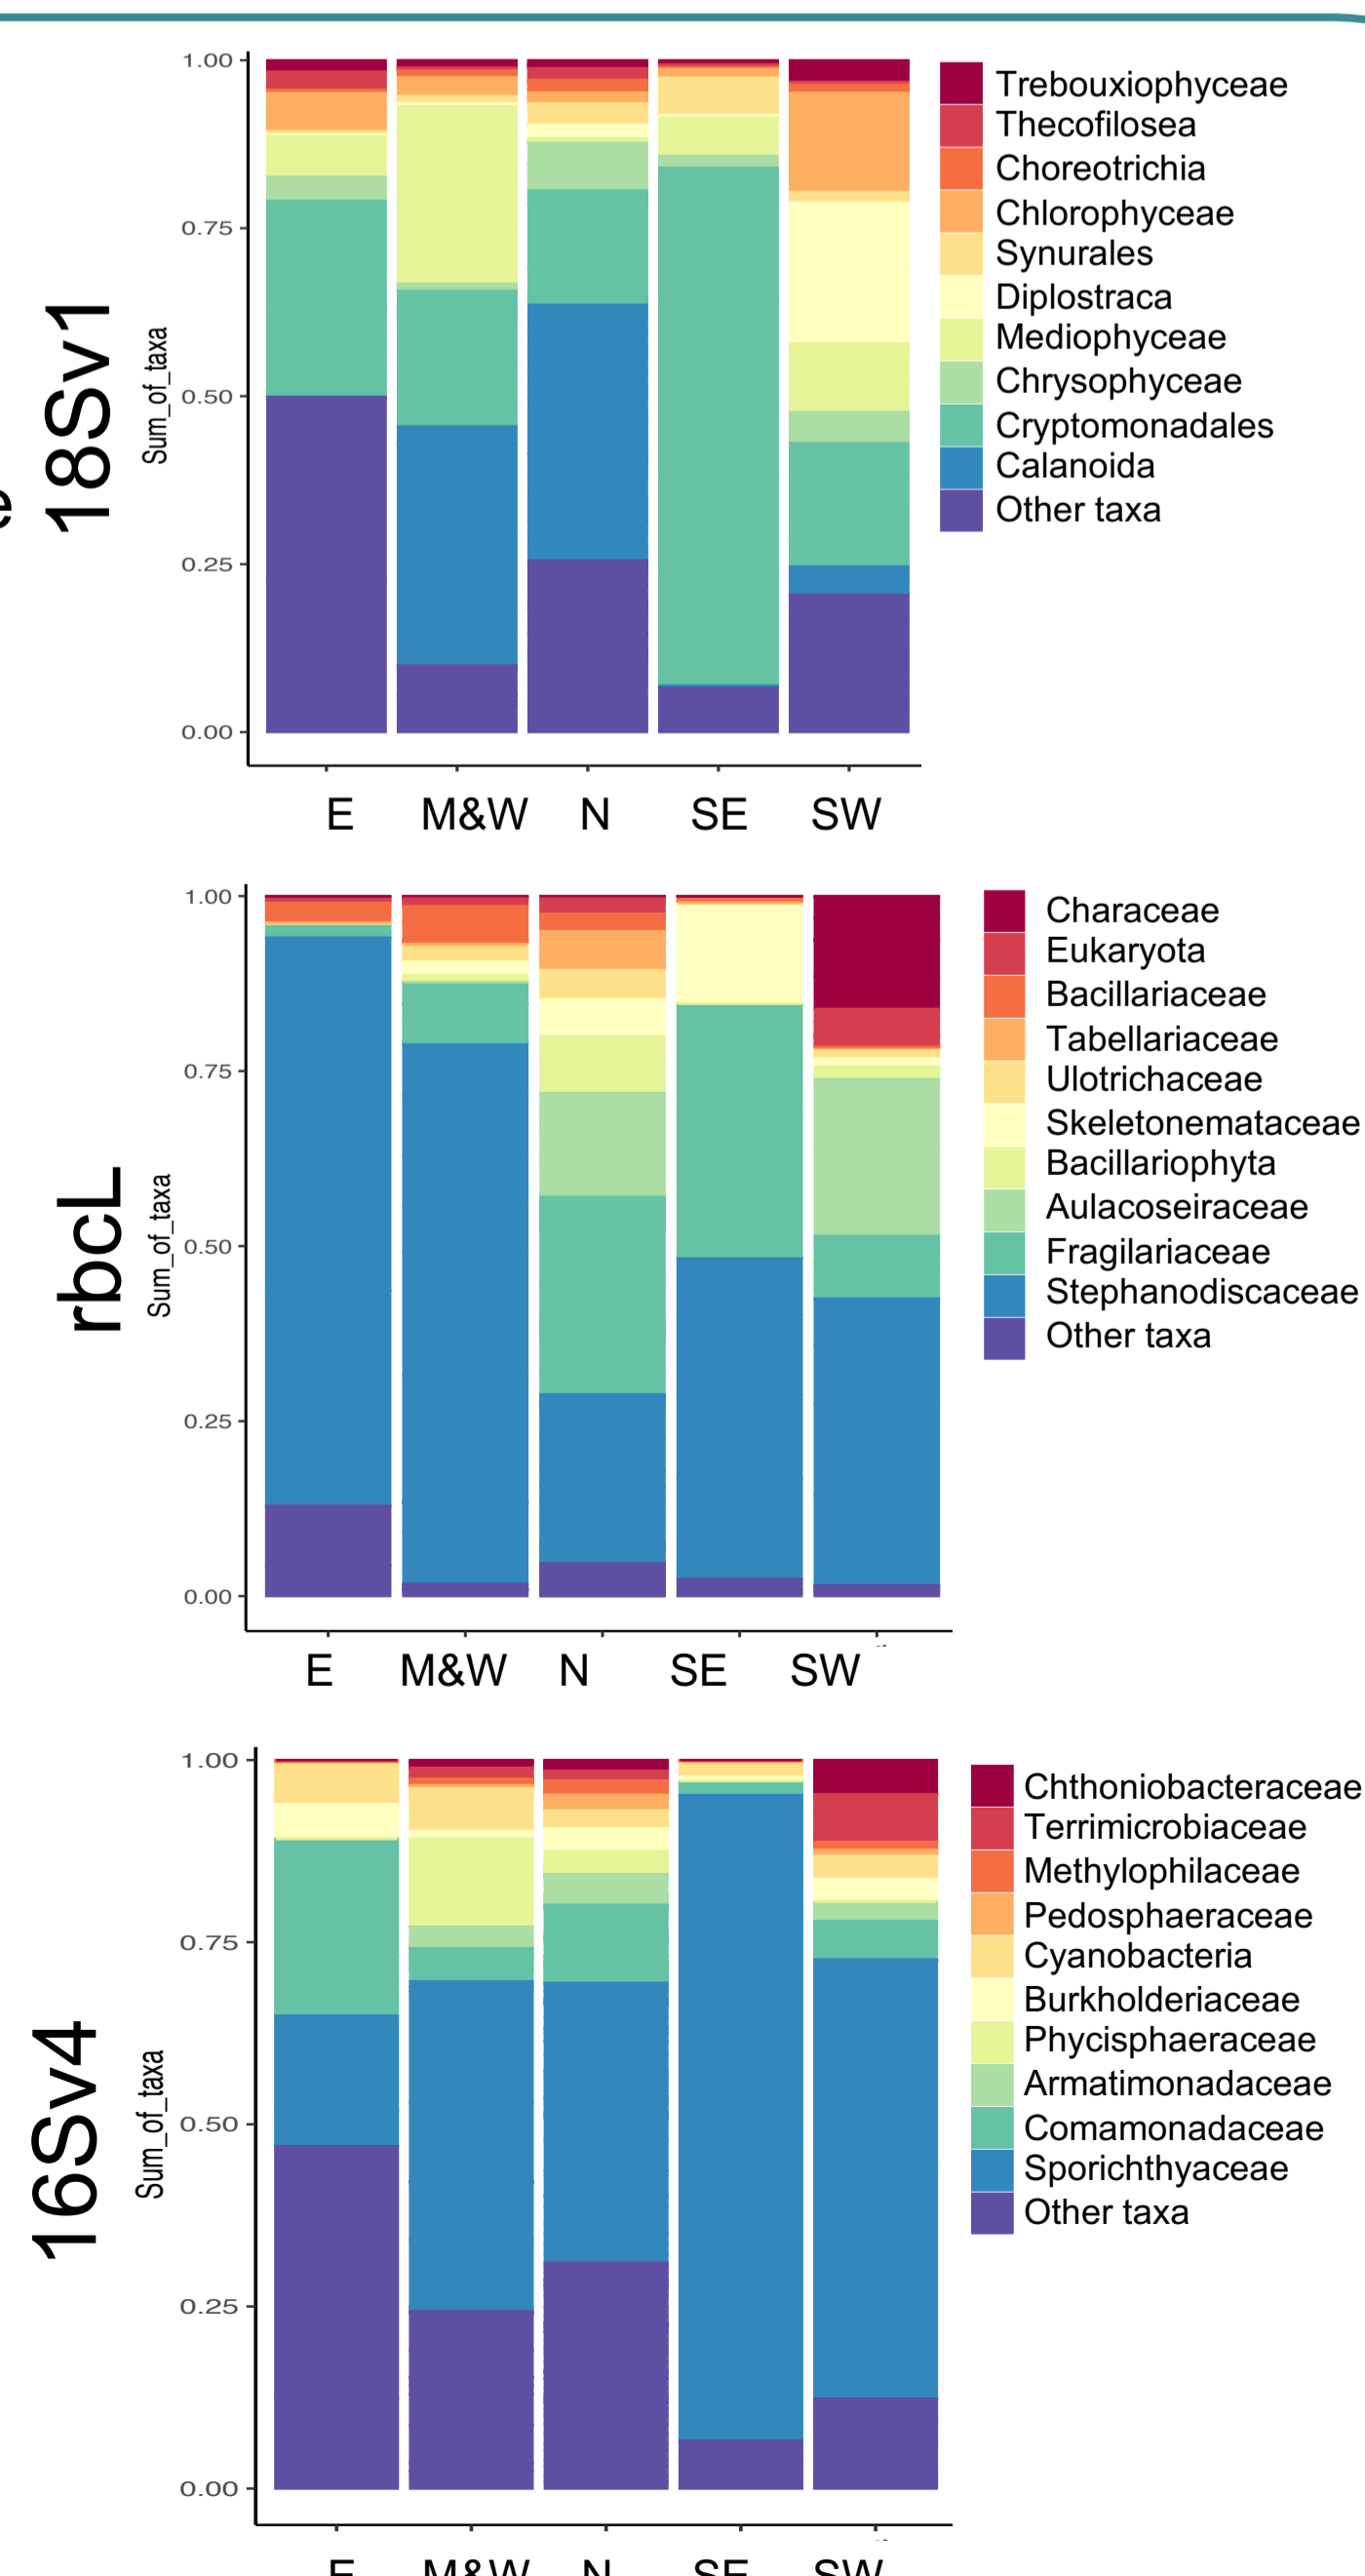 18Sv1
Sum_of_taxa
1.00
0.75
0.50
0.25
0.00
E M&W N SE SW
Trebouxiophyceae
Thecofilosea
Choreotrichia
Chlorophyceae
Synurales
Diplostraca
Mediophyceae
Chrysophyceae
Cryptomonadales
Calanoida
Other taxa
rbcL
Sum_of_taxa
1.00
0.75
0.50
0.25
0.00
E M&W N SE SW
Characeae
Eukaryota
Bacillariaceae
Tabellariaceae
Ulotrichaceae
Skeletonemataceae
Bacillariophyta
Aulacoseiraceae
Fragilariaceae
Stephanodiscaceae
Other taxa
16Sv4
Sum_of_taxa
1.00
0.75
0.50
0.25
0.00
E M&W N SE SW
Chthoniobacteraceae
Terrimicrobiaceae
Methylophilaceae
Pedosphaeraceae
Cyanobacteria
Burkholderiaceae
Phycisphaeraceae
Armatimonadaceae
Comamonadaceae
Sporichthyaceae
Other taxa